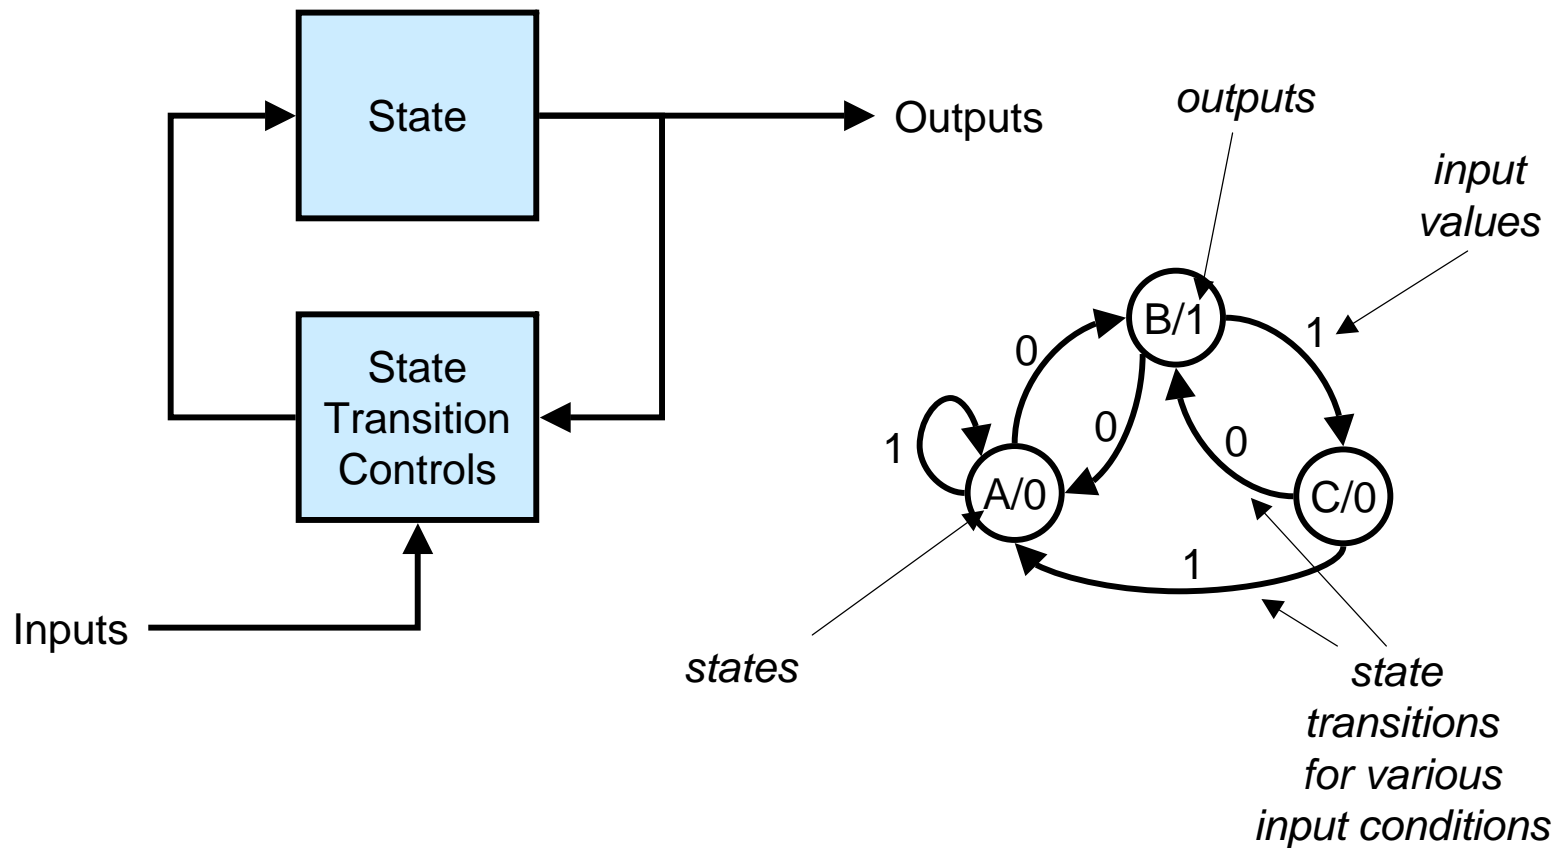 State
Outputs
State
Transition
Controls
Inputs
outputs
input
values
B/1
0
1
0
0
1
A/0
C/0
1
states
state
transitions
for various
input conditions